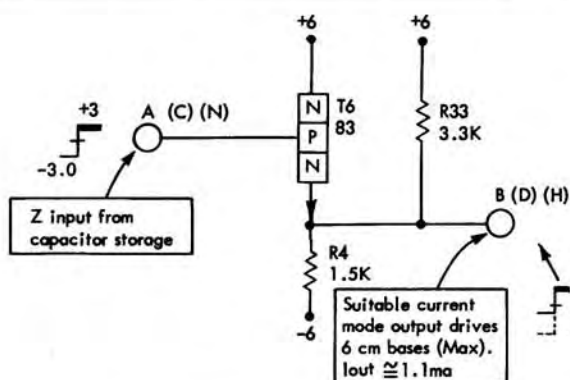 +6
+6
N
P
N
T6
83
R33
3.3K
+3
-3.0
A (C) (N)
Z input from
capacitor storage
B (D) (H)
R4
1.5K
-6
Suitable current
mode output drives
6 cm bases (Max).
Iout ≅1.1ma